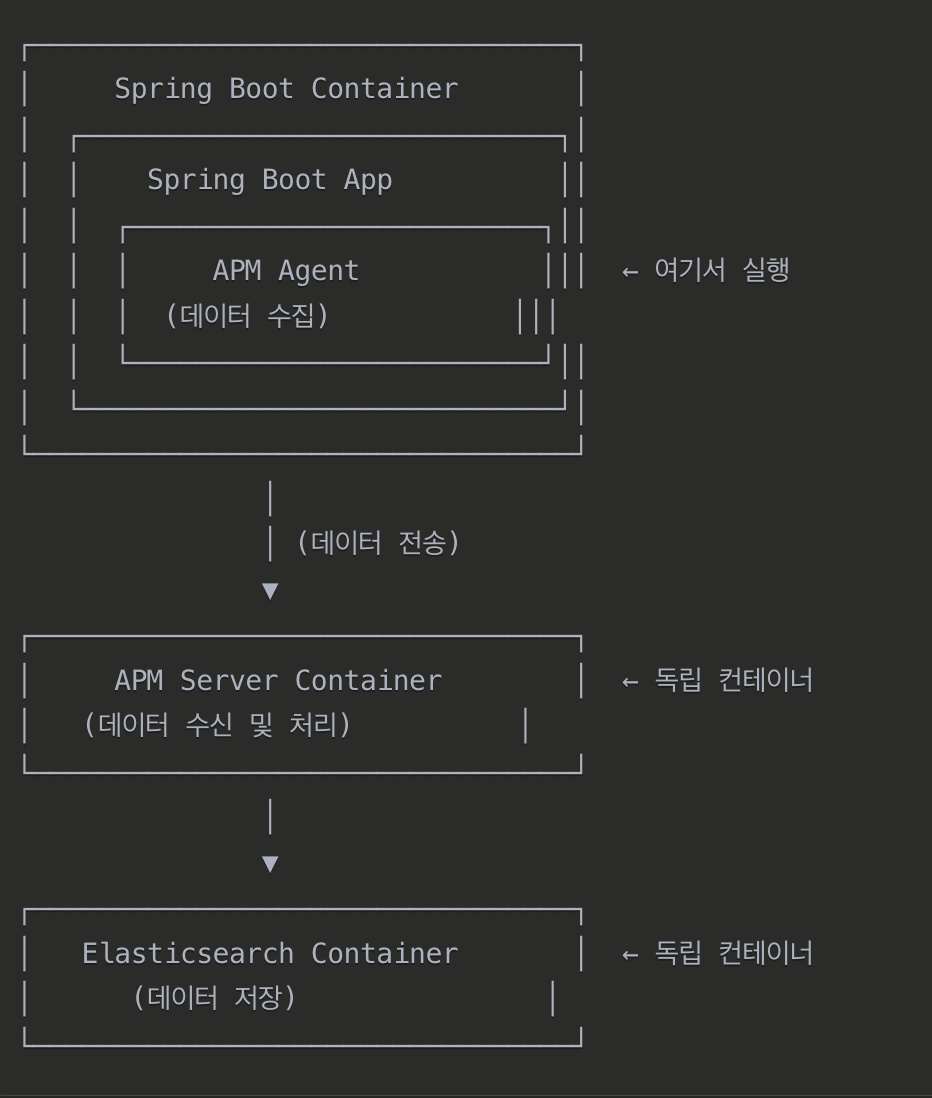 Spring Boot Container
Spring Boot App
APM Agent ← 여기서 실행
(데이터 수집)
(데이터 전송)
▼
APM Server Container ← 독립 컨테이너
(데이터 수신 및 처리)
▼
Elasticsearch Container ← 독립 컨테이너
(데이터 저장)